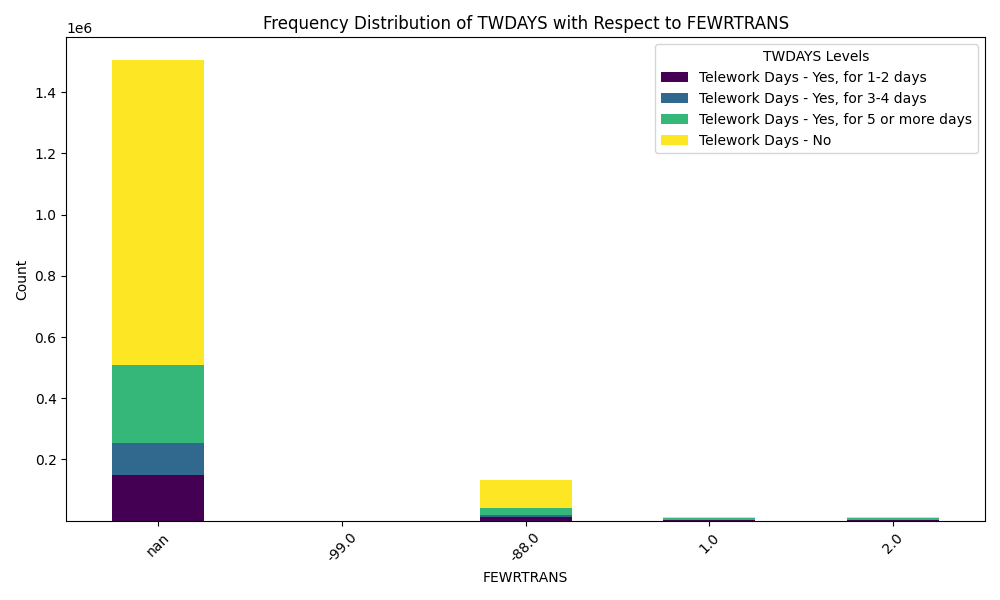 Frequency Distribution of TWDAYS with Respect to FEWRTRANS
1e6
TWDAYS Levels
Telework Days - Yes, for 1-2 days
Telework Days - Yes, for 3-4 days
Telework Days - Yes, for 5 or more days
Telework Days - No
1.4
1.2
1.0
0.8
0.6
0.4
0.2
Count
nan
-99.0
-88.0
1.0
2.0
FEWRTRANS